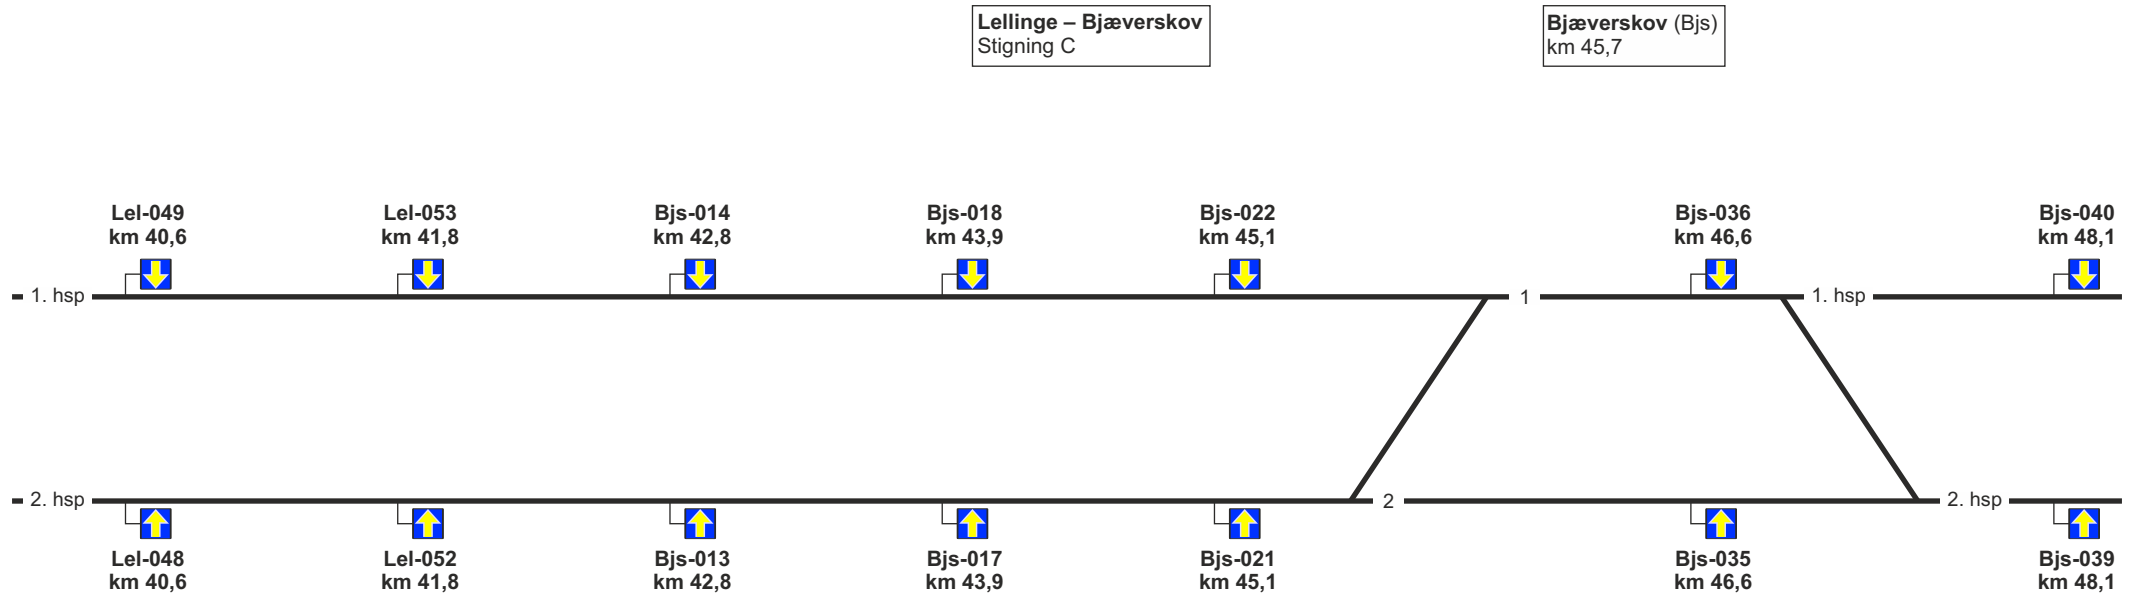 Lellinge – Bjæverskov
Stigning C
Bjæverskov (Bjs)
km 45,7
Lel-049
km 40,6
Lel-053
km 41,8
Bjs-014
km 42,8
Bjs-018
km 43,9
Bjs-022
km 45,1
Bjs-036
km 46,6
Bjs-040
km 48,1
1. hsp
1
1. hsp
2. hsp
2
2. hsp
Lel-048
km 40,6
Lel-052
km 41,8
Bjs-013
km 42,8
Bjs-017
km 43,9
Bjs-021
km 45,1
Bjs-035
km 46,6
Bjs-039
km 48,1